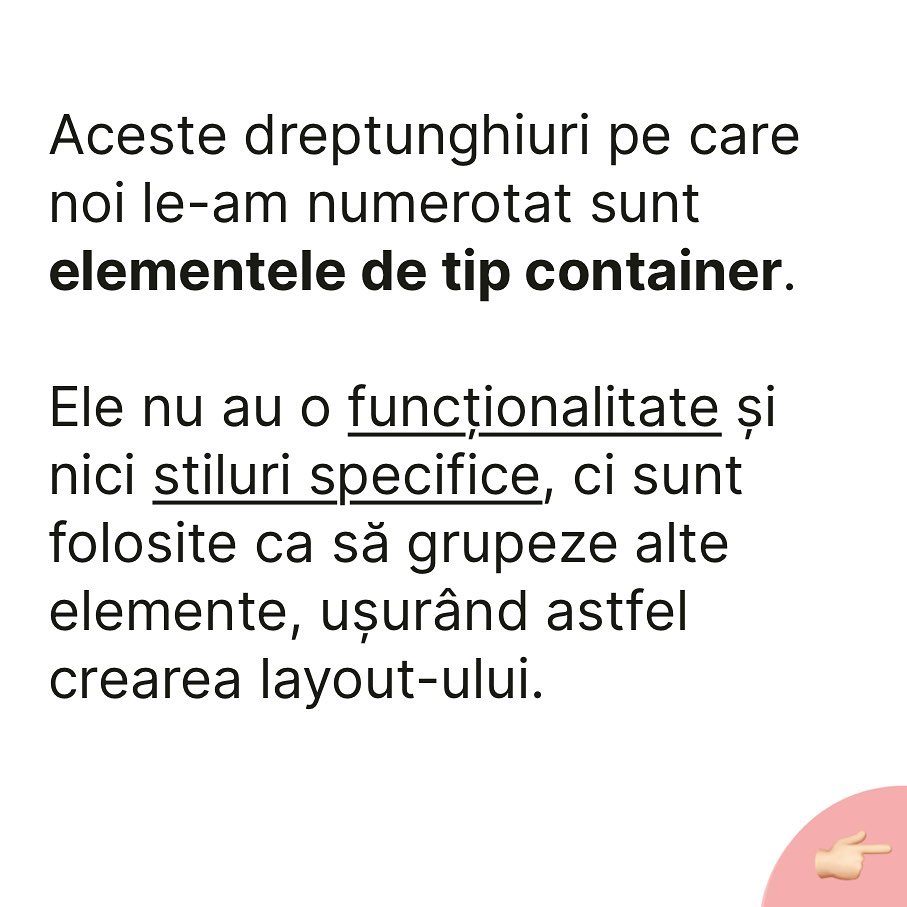 Aceste dreptunghiuri pe care
noi le-am numerotat sunt
elementele de tip container.
Ele nu au o funcționalitate și
nici stiluri specifice, ci sunt
folosite ca să grupeze alte
elemente, ușurând astfel
crearea layout-ului.